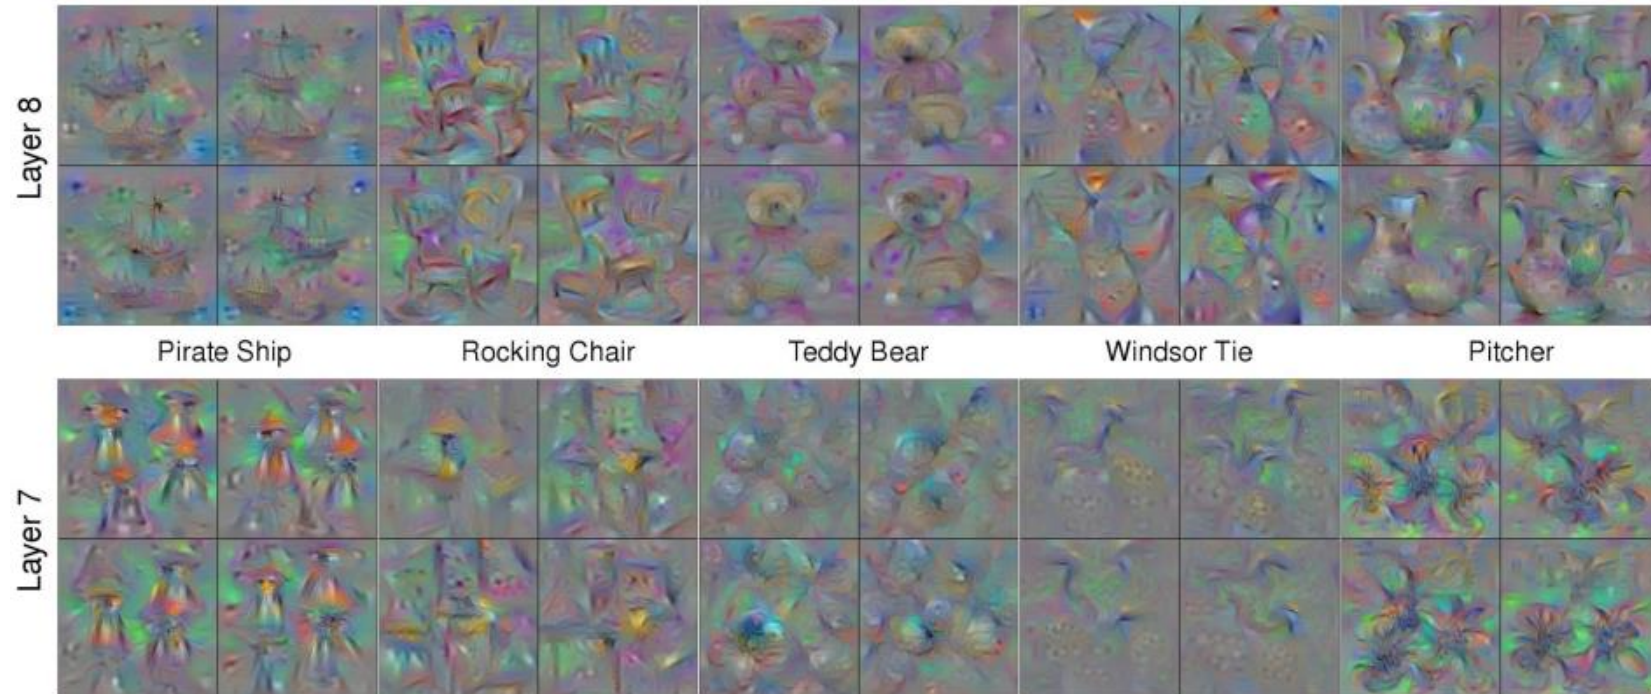 Layer 8
Pirate Ship
Rocking Chair
Teddy Bear
Windsor Tie
Pitcher
Layer 7